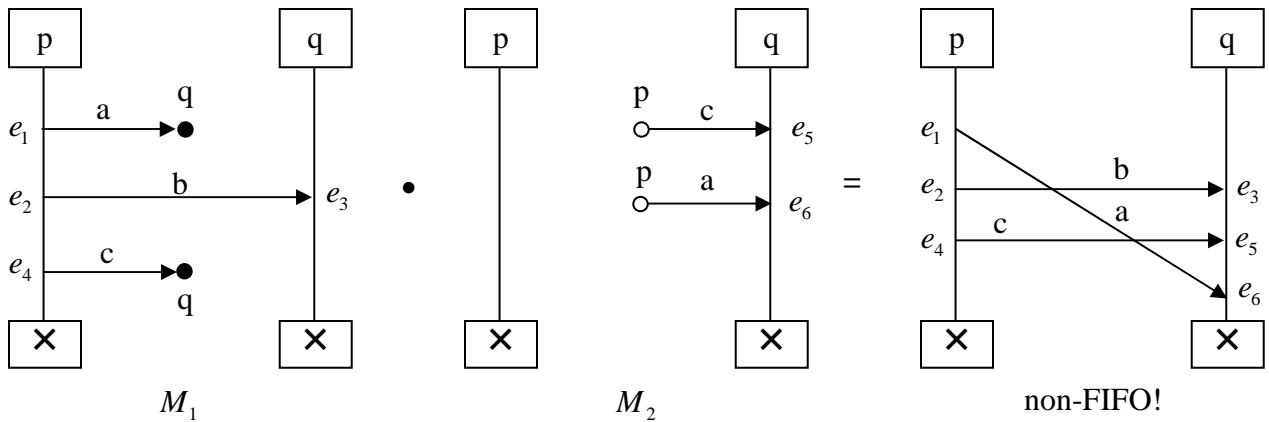 p q p q p q
q p
a c
e₁ e₅ e₁
p
b a b
e₂ e₃ • e₆ = e₂ e₃
a
c c
e₄ e₄ e₅
q e₆
× × × × × ×
M₁ M₂ non-FIFO!